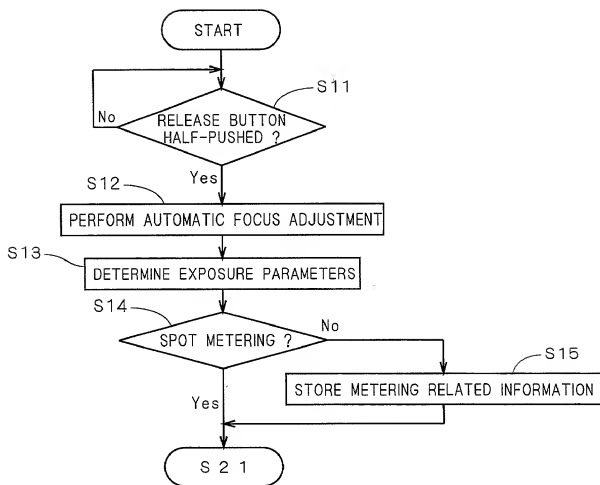 START
S11
No
RELEASE BUTTON
HALF-PUSHED ?
Yes
S12
PERFORM AUTOMATIC FOCUS ADJUSTMENT
S13
DETERMINE EXPOSURE PARAMETERS
S14
SPOT METERING ?
No
S15
STORE METERING RELATED INFORMATION
Yes
S21